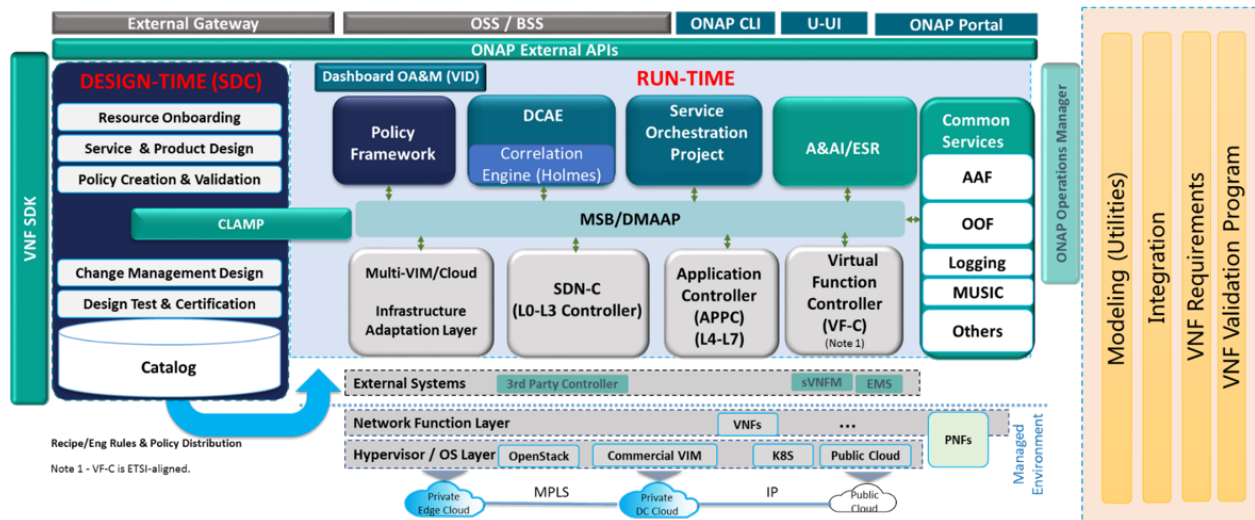 External Gateway
OSS / BSS
ONAP CLI
U-UI
ONAP Portal
ONAP External APIs
VNF SDK
DESIGN-TIME (SDC)
Resource Onboarding
Service & Product Design
Policy Creation & Validation
CLAMP
Change Management Design
Design Test & Certification
Catalog
Recipe/Eng Rules & Policy Distribution
Note 1 - VF-C is ETSI-aligned.
Dashboard OA&M (VID)
RUN-TIME
Policy
Framework
DCAE
Correlation
Engine (Holmes)
Service
Orchestration
Project
A&AI/ESR
MSB/DMAAP
Multi-VIM/Cloud
Infrastructure
Adaptation Layer
SDN-C
(L0-L3 Controller)
Application
Controller
(APPC)
(L4-L7)
Virtual
Function
Controller
(VF-C)
(Note 1)
Common
Services
AAF
OOF
Logging
MUSIC
Others
ONAP Operations Manager
External Systems
3rd Party Controller
sVNFM
EMS
Network Function Layer
VNFs
...
PNFs
Hypervisor / OS Layer
OpenStack
Commercial VIM
K8S
Public Cloud
Managed
Environment
Private
Edge Cloud
MPLS
Private
DC Cloud
IP
Public
Cloud
Modeling (Utilities)
Integration
VNF Requirements
VNF Validation Program